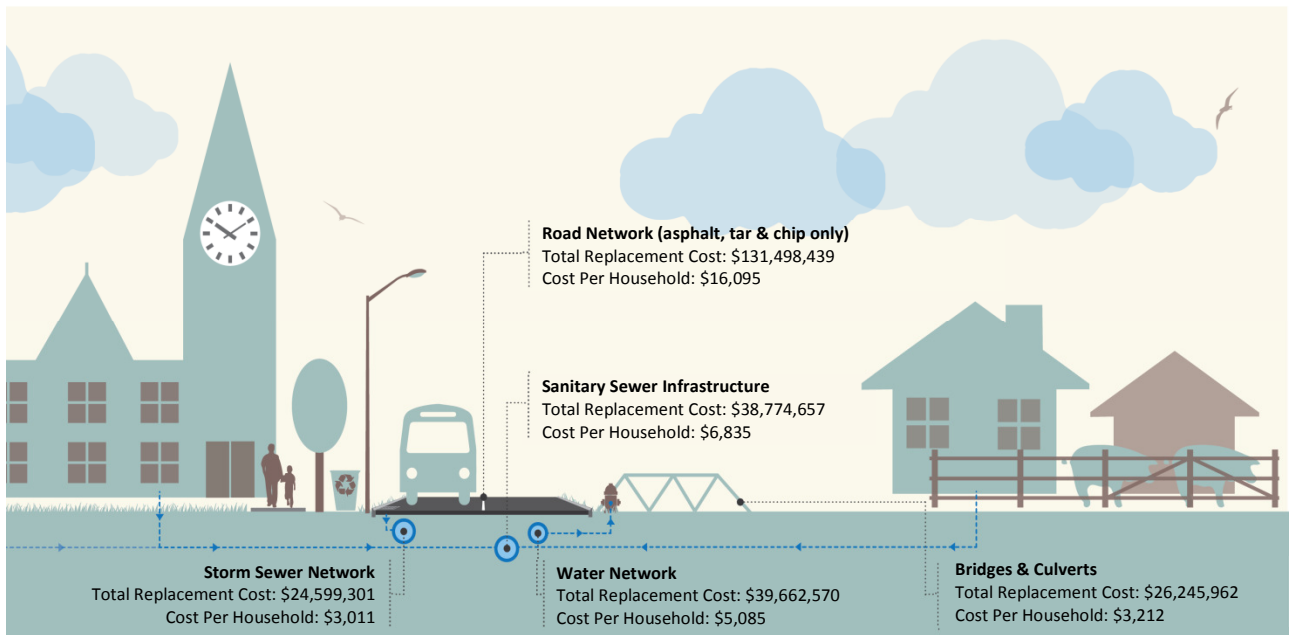 Road Network (asphalt, tar & chip only)
Total Replacement Cost: $131,498,439
Cost Per Household: $16,095
Sanitary Sewer Infrastructure
Total Replacement Cost: $38,774,657
Cost Per Household: $6,835
Storm Sewer Network
Total Replacement Cost: $24,599,301
Cost Per Household: $3,011
Water Network
Total Replacement Cost: $39,662,570
Cost Per Household: $5,085
Bridges & Culverts
Total Replacement Cost: $26,245,962
Cost Per Household: $3,212